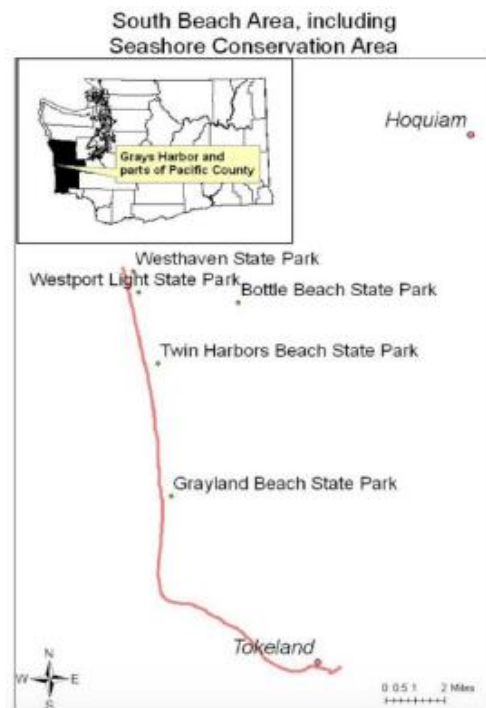 South Beach Area, including
Seashore Conservation Area
Hoquiam
Grays Harbor and
parts of Pacific County
Westhaven State Park
Westport Light State Park
Bottle Beach State Park
Twin Harbors Beach State Park
Grayland Beach State Park
Tokeland
N
W E
S
0 0.5 1 2 Miles